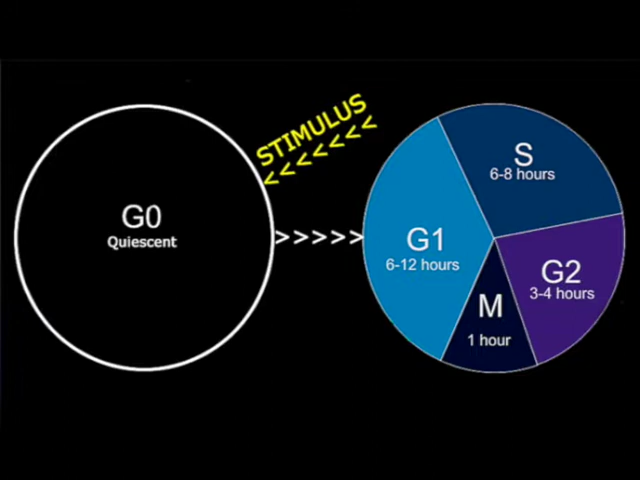 STIMULUS
<<<<<<<
G0
Quiescent
>>>>>>
S
6-8 hours
G1
6-12 hours
G2
3-4 hours
M
1 hour